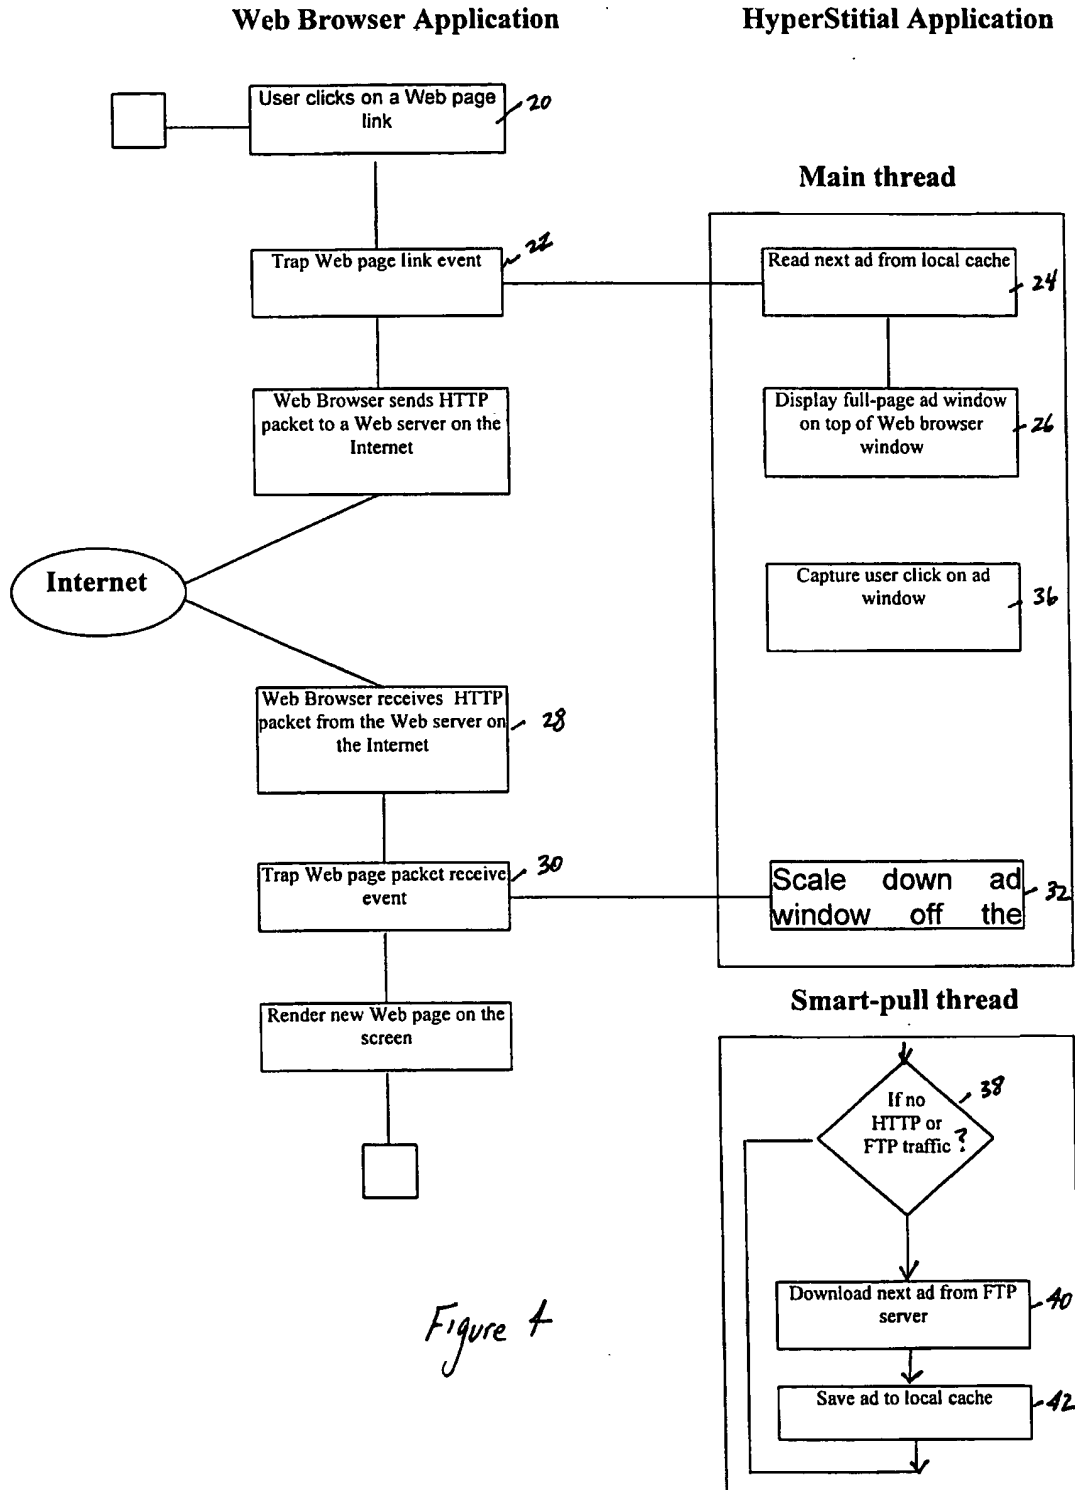 Web Browser Application
HyperStitial Application
User clicks on a Web page
link
20
Main thread
Trap Web page link event
22
Read next ad from local cache
24
Web Browser sends HTTP
packet to a Web server on the
Internet
Display full-page ad window
on top of Web browser
window
26
Internet
Capture user click on ad
window
36
Web Browser receives HTTP
packet from the Web server on
the Internet
28
Trap Web page packet receive
event
30
Scale down ad
window off the
32
Smart-pull thread
Render new Web page on the
screen
If no
HTTP or
FTP traffic ?
38
Download next ad from FTP
server
40
Save ad to local cache
42
Figure 4